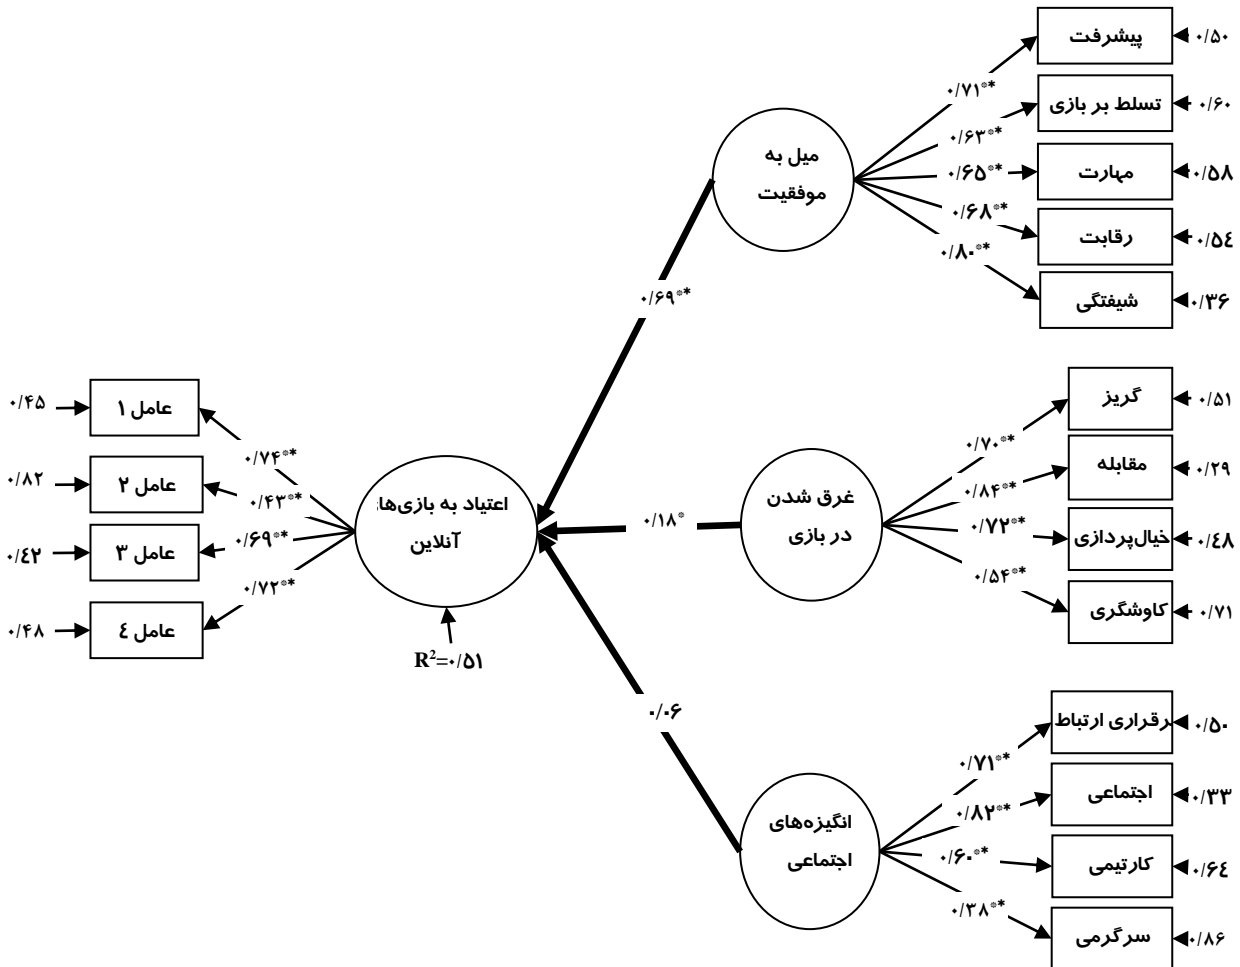 پیشرفت
۰/۵۰
۰/۷۱**
تسلط بر بازی
۰/۶۰
۰/۶۳**
میل به
موفقیت
مهارت
۰/۵۸
۰/۶۵**
رقابت
۰/۵٤
۰/۶۸**
شیفتگی
۰/۳۶
۰/۸۰**
۰/۶۹**
گریز
۰/۵۱
۰/۷۰**
مقابله
۰/۲۹
۰/۸۴**
غرق شدن
در بازی
خیال‌پردازی
۰/٤۸
۰/۷۲**
کاوشگری
۰/۷۱
۰/۵۴**
۰/۱۸*
عامل ۱
۰/۴۵
۰/۷۴**
عامل ۲
۰/۸۲
۰/۴۳**
عامل ۳
۰/٤۲
۰/۶۹**
عامل ٤
۰/۴۸
۰/۷۲**
اعتیاد به بازی‌های
آنلاین
R²=۰/۵۱
۰/۰۶
برقراری ارتباط
۰/۵۰
۰/۷۱**
اجتماعی
۰/۳۳
۰/۸۲**
انگیزه‌های
اجتماعی
کارتیمی
۰/۶٤
۰/۶۰**
سرگرمی
۰/۸۶
۰/۳۸**